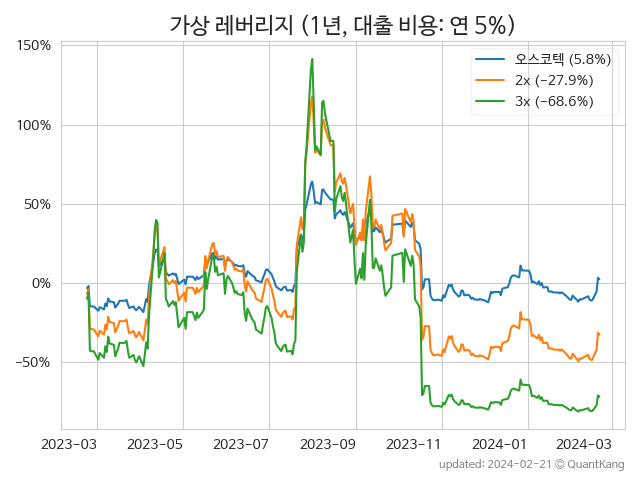 가상 레버리지 (1년, 대출 비용: 연 5%)
150%
100%
50%
0%
−50%
오스코텍 (5.8%)
2x (−27.9%)
3x (−68.6%)
2023-03 2023-05 2023-07 2023-09 2023-11 2024-01 2024-03
updated: 2024-02-21 © QuantKang